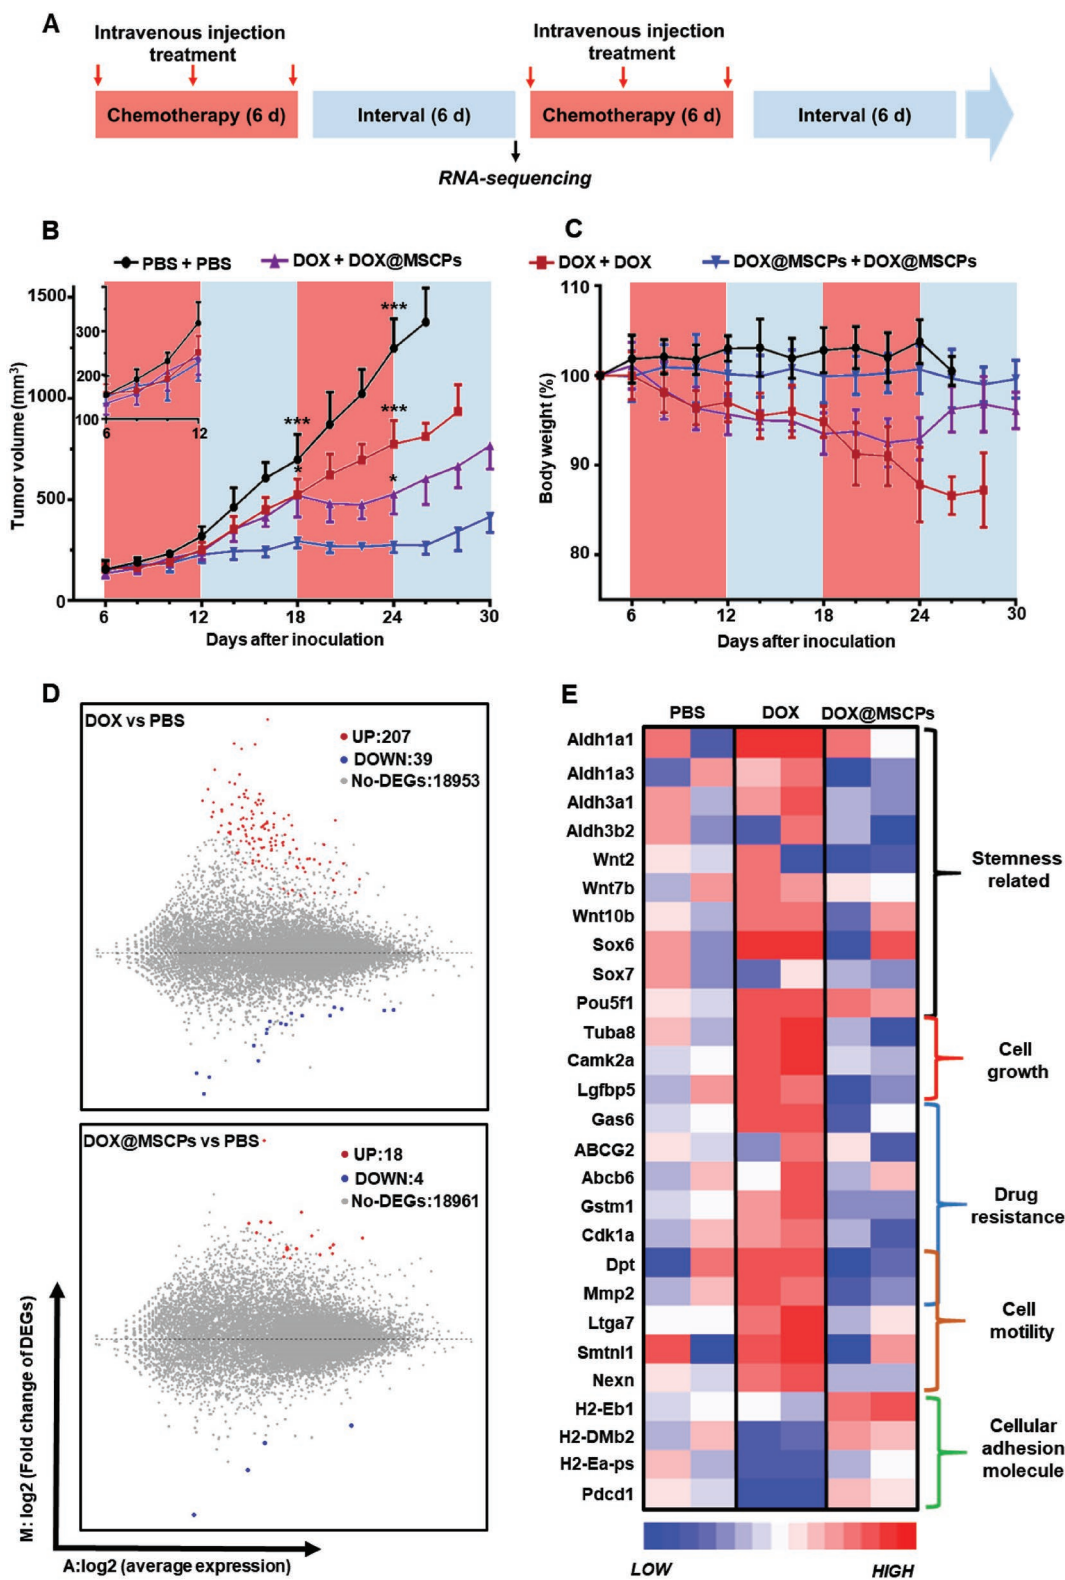 A
Intravenous injection
treatment
Intravenous injection
treatment
Chemotherapy (6 d)
Interval (6 d)
Chemotherapy (6 d)
Interval (6 d)
RNA-sequencing
B
C
PBS + PBS
DOX + DOX@MSCPs
DOX + DOX
DOX@MSCPs + DOX@MSCPs
Tumor volume (mm3)
1500
1000
500
0
6
12
18
24
30
Days after inoculation
300
200
100
6
12
***
*
***
***
*
Body weight (%)
110
100
90
80
6
12
18
24
30
Days after inoculation
D
DOX vs PBS
UP:207
DOWN:39
No-DEGs:18953
DOX@MSCPs vs PBS
UP:18
DOWN:4
No-DEGs:18961
M: log2 (Fold change of DEGs)
A:log2 (average expression)
E
PBS
DOX
DOX@MSCPs
Aldh1a1
Aldh1a3
Aldh3a1
Aldh3b2
Wnt2
Wnt7b
Wnt10b
Sox6
Sox7
Pou5f1
Tuba8
Camk2a
Lgfbp5
Gas6
ABCG2
Abcb6
Gstm1
Cdk1a
Dpt
Mmp2
Ltga7
Smtnl1
Nexn
H2-Eb1
H2-DMb2
H2-Ea-ps
Pdcd1
Stemness
related
Cell
growth
Drug
resistance
Cell
motility
Cellular
adhesion
molecule
LOW
HIGH